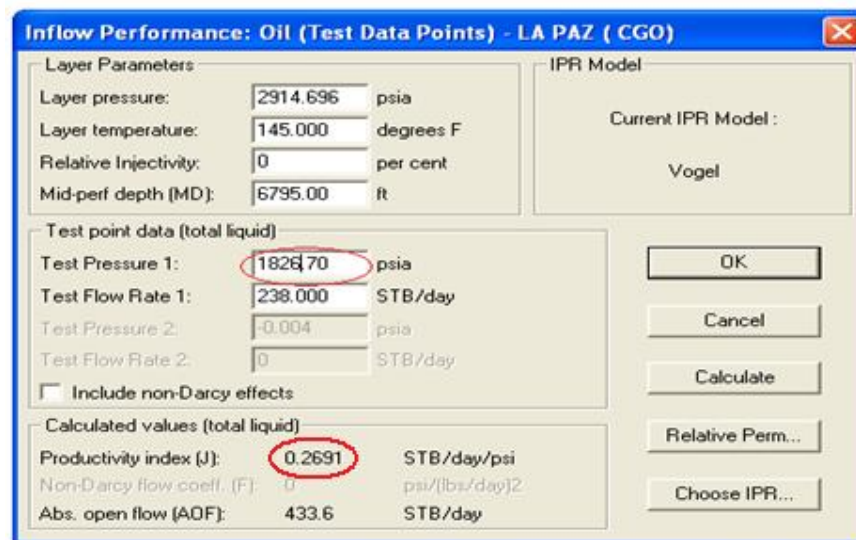 Inflow Performance: Oil (Test Data Points) - LA PAZ ( CGO)
Layer Parameters
Layer pressure: 2914.696 psia
Layer temperature: 145.000 degrees F
Relative Injectivity: 0 per cent
Mid-perf depth (MD): 6795.00 ft
IPR Model
Current IPR Model :
Vogel
Test point data (total liquid)
Test Pressure 1: 1826.70 psia
Test Flow Rate 1: 238.000 STB/day
Test Pressure 2: -0.004 psia
Test Flow Rate 2: 0 STB/day
Include non-Darcy effects
Calculated values (total liquid)
Productivity index (J): 0.2691 STB/day/psi
Non-Darcy flow coeff. (F): 0 psi/(lbs/day)2
Abs. open flow (AOF): 433.6 STB/day
OK
Cancel
Calculate
Relative Perm...
Choose IPR...